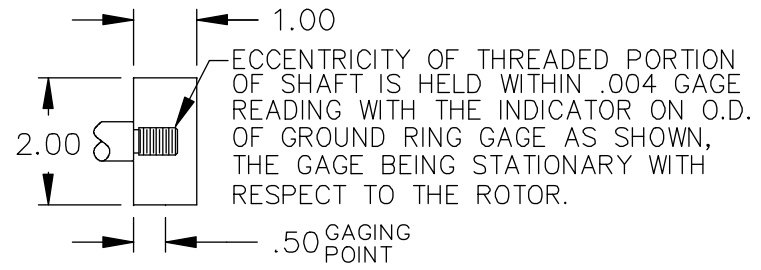 1.00
ECCENTRICITY OF THREADED PORTION
OF SHAFT IS HELD WITHIN .004 GAGE
READING WITH THE INDICATOR ON O.D.
OF GROUND RING GAGE AS SHOWN,
THE GAGE BEING STATIONARY WITH
RESPECT TO THE ROTOR.
2.00
.50 GAGING
POINT